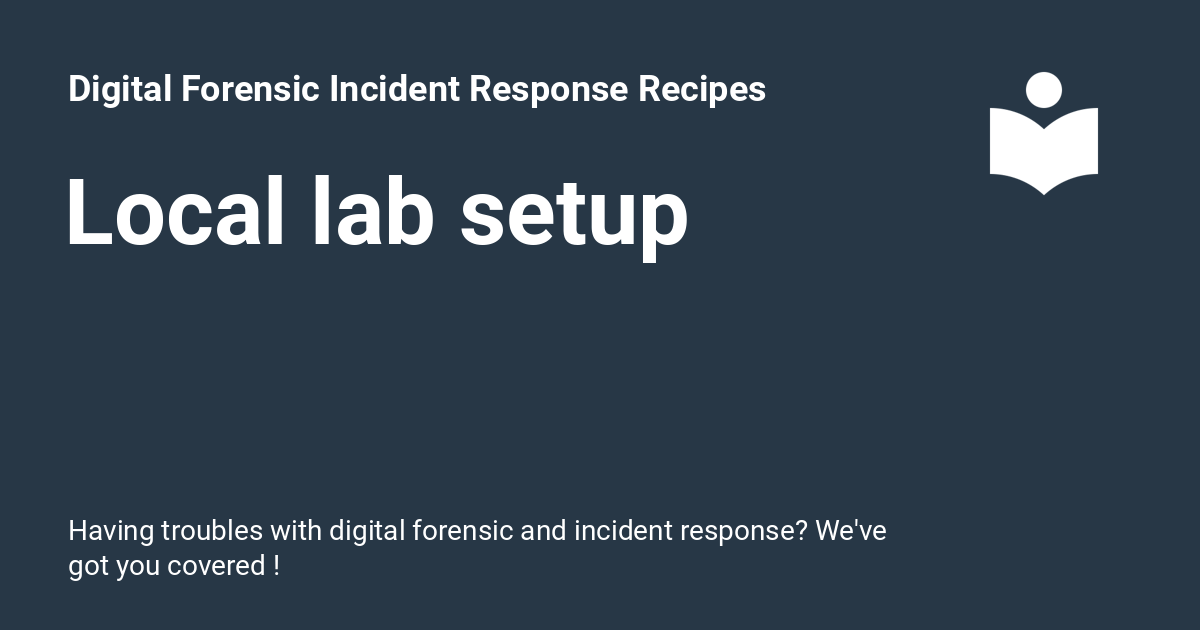 Digital Forensic Incident Response Recipes
Local lab setup
Having troubles with digital forensic and incident response? We've
got you covered !